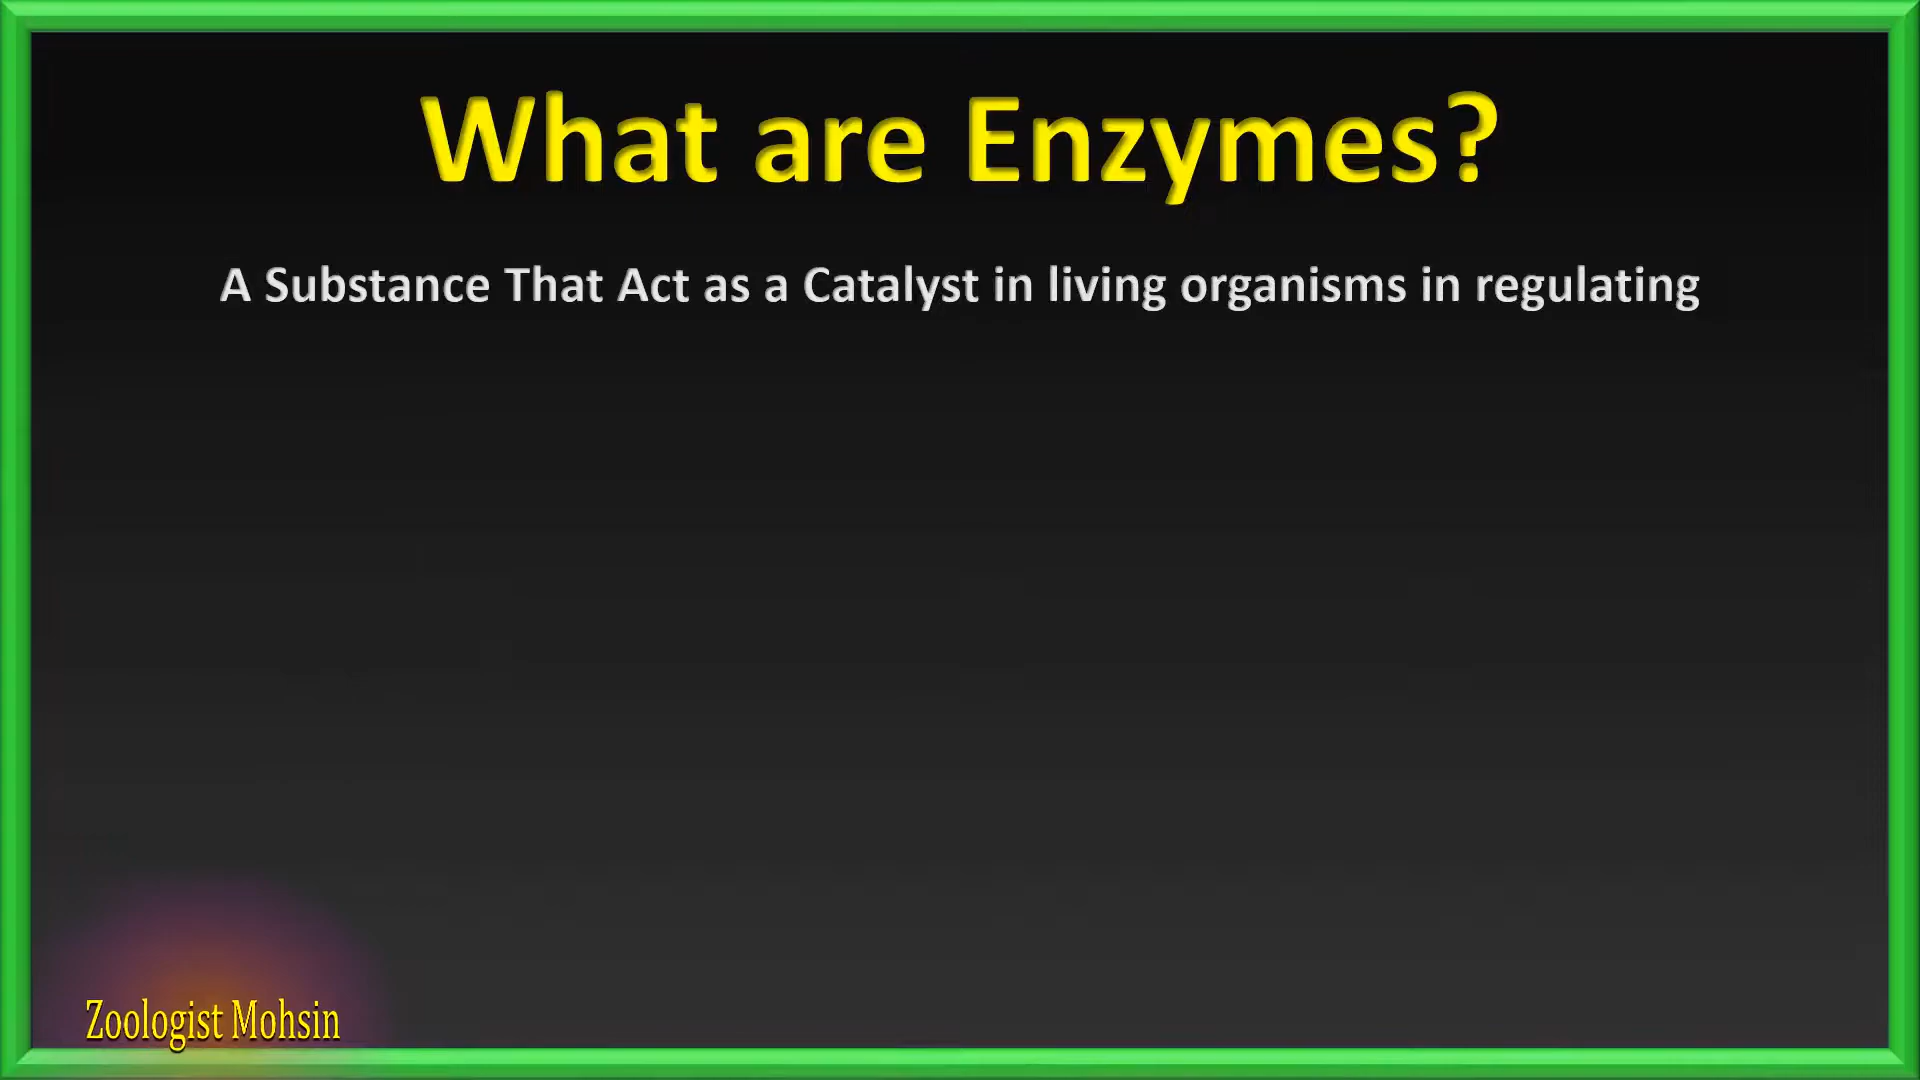 What are Enzymes?
A Substance That Act as a Catalyst in living organisms in regulating
Zoologist Mohsin